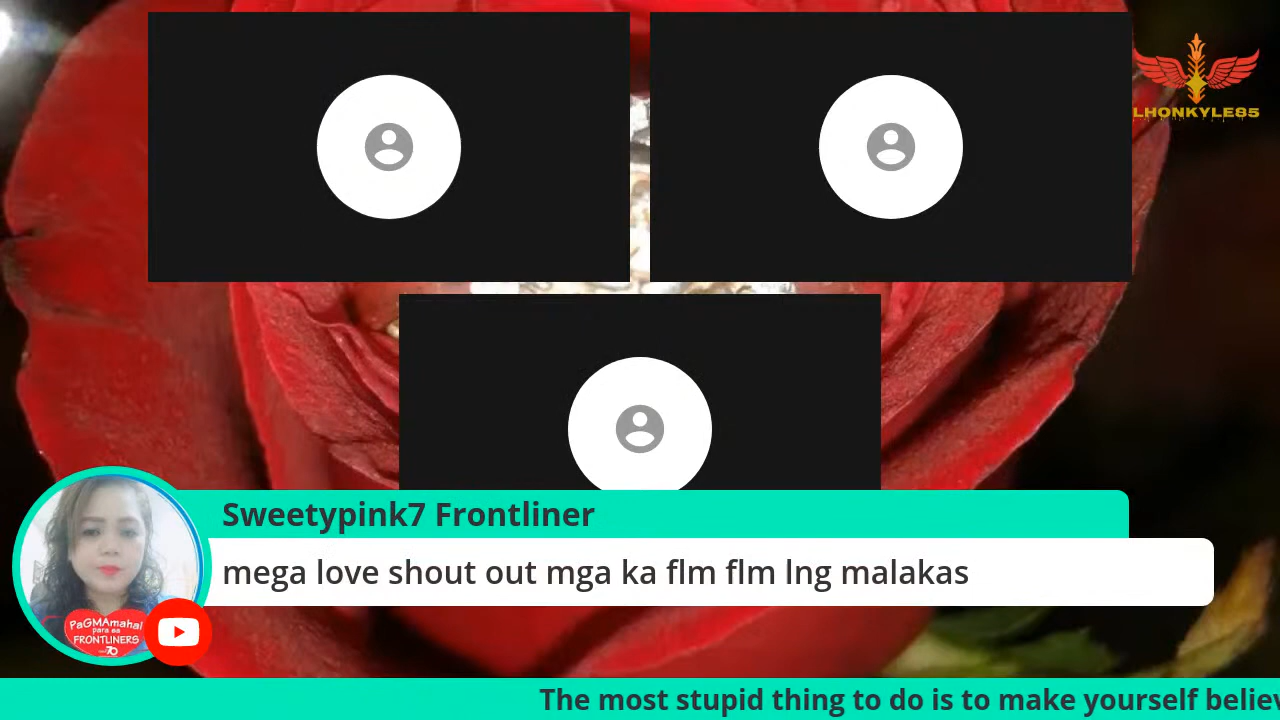 LHONKYLE85
Sweetypink7 Frontliner
mega love shout out mga ka flm flm lng malakas
PaGMAmahal
para sa
FRONTLINERS
70
The most stupid thing to do is to make yourself believ